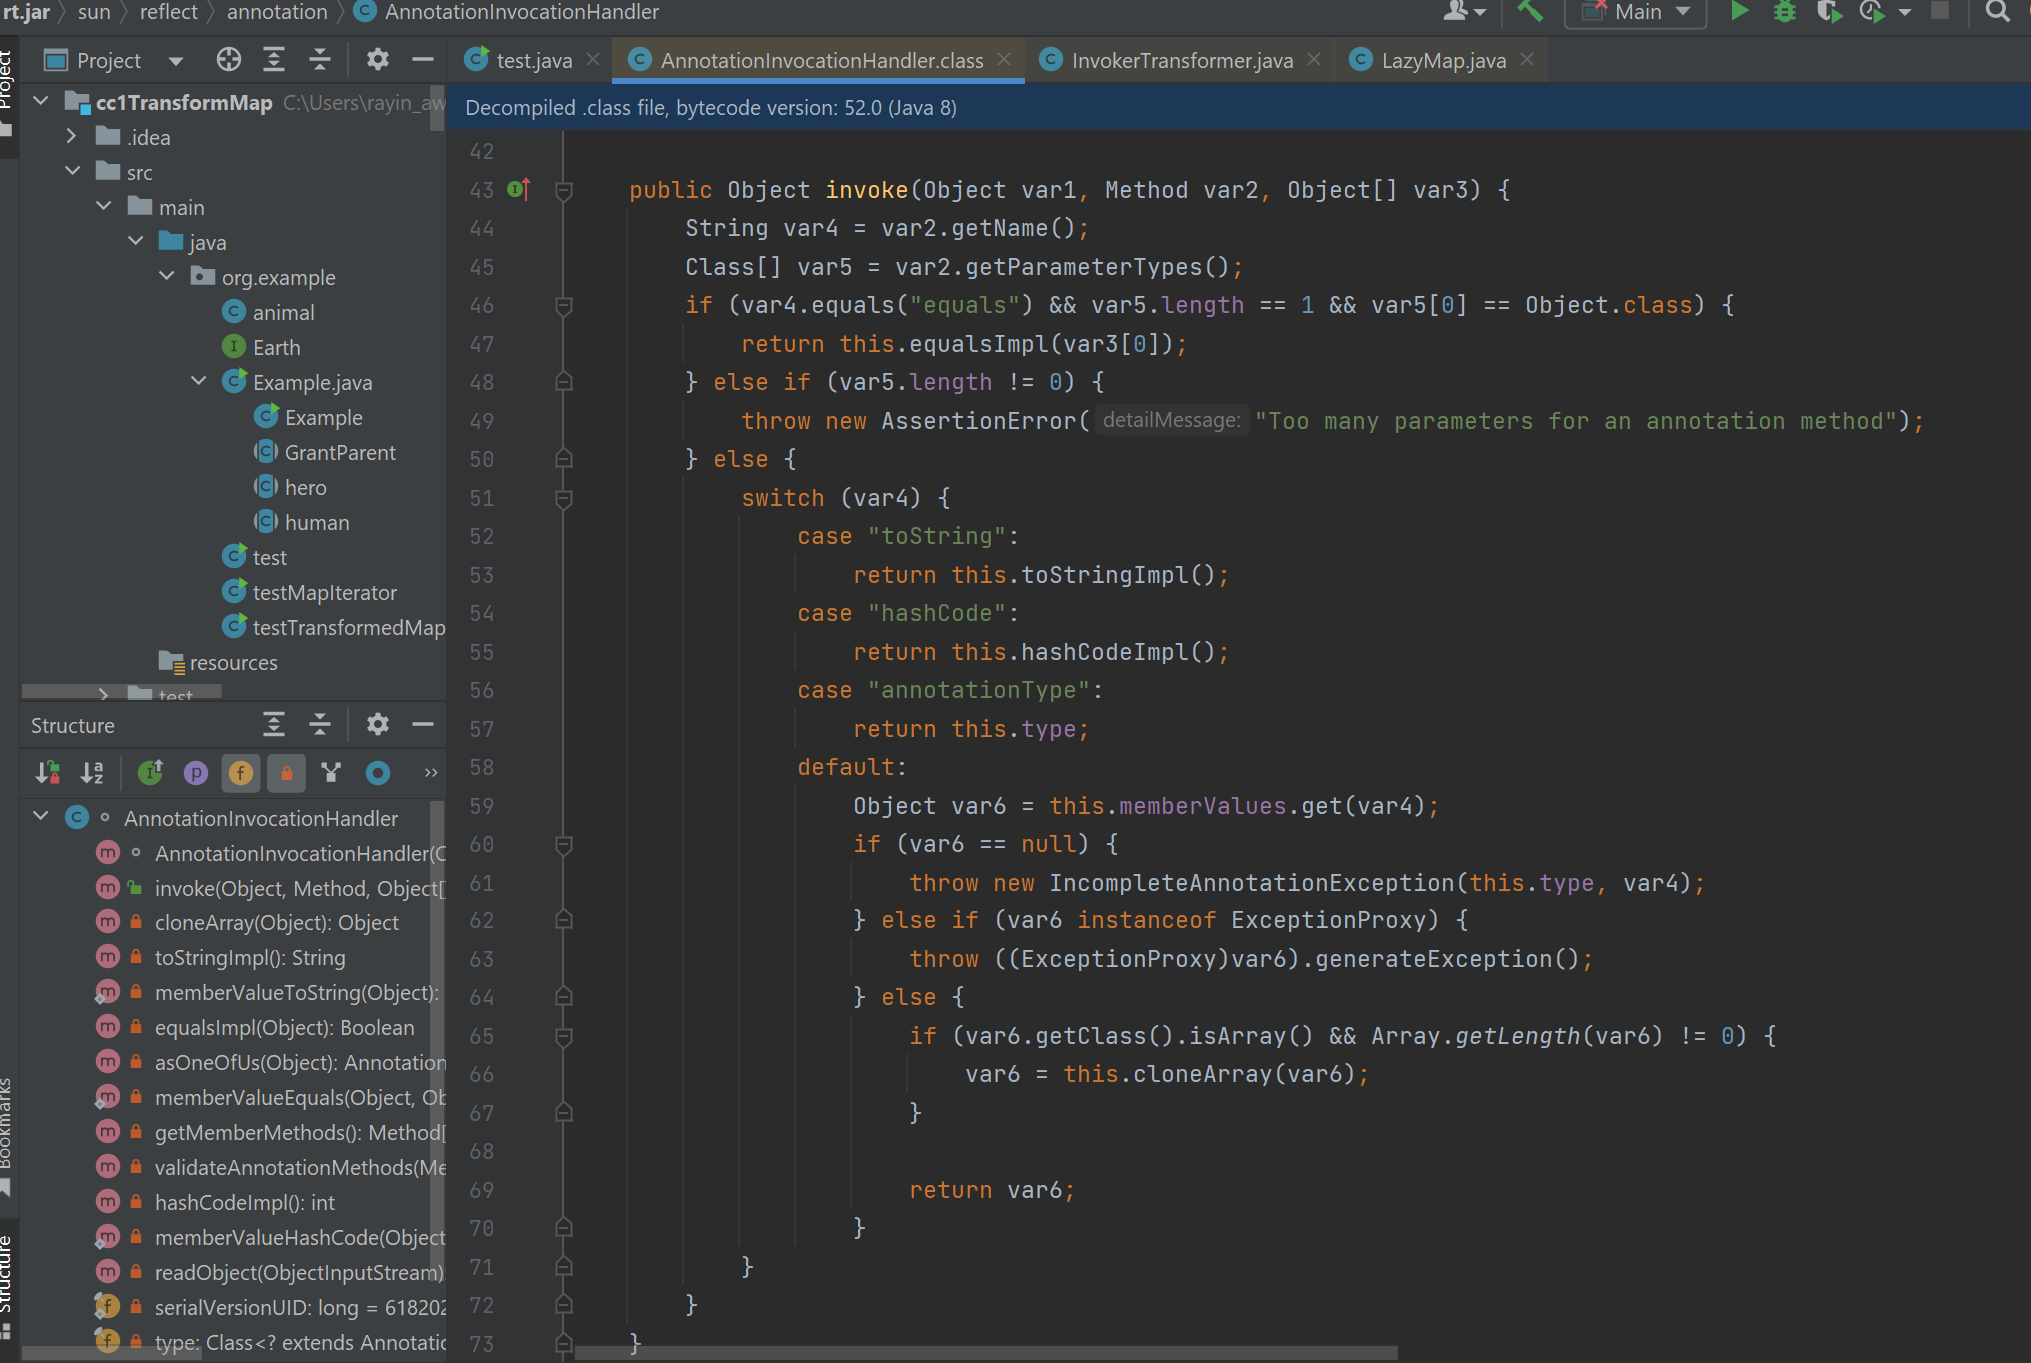 rt.jar sun reflect annotation AnnotationInvocationHandler Main
Project test.java AnnotationInvocationHandler.class InvokerTransformer.java LazyMap.java
Project
cc1TransformMap C:\Users\rayin_aw
.idea
src
main
java
org.example
animal
Earth
Example.java
Example
GrantParent
hero
human
test
testMapIterator
testTransformedMap
resources
test
Structure
AnnotationInvocationHandler
AnnotationInvocationHandler(
invoke(Object, Method, Object[
cloneArray(Object): Object
toStringImpl(): String
memberValueToString(Object):
equalsImpl(Object): Boolean
asOneOfUs(Object): Annotation
memberValueEquals(Object, Ob
getMemberMethods(): Method[
validateAnnotationMethods(Me
hashCodeImpl(): int
memberValueHashCode(Object
readObject(ObjectInputStream)
serialVersionUID: long = 618202
type: Class<? extends Annotatio
Bookmarks
Structure
Decompiled .class file, bytecode version: 52.0 (Java 8)
42
43 public Object invoke(Object var1, Method var2, Object[] var3) {
44 String var4 = var2.getName();
45 Class[] var5 = var2.getParameterTypes();
46 if (var4.equals("equals") && var5.length == 1 && var5[0] == Object.class) {
47 return this.equalsImpl(var3[0]);
48 } else if (var5.length != 0) {
49 throw new AssertionError( detailMessage: "Too many parameters for an annotation method");
50 } else {
51 switch (var4) {
52 case "toString":
53 return this.toStringImpl();
54 case "hashCode":
55 return this.hashCodeImpl();
56 case "annotationType":
57 return this.type;
58 default:
59 Object var6 = this.memberValues.get(var4);
60 if (var6 == null) {
61 throw new IncompleteAnnotationException(this.type, var4);
62 } else if (var6 instanceof ExceptionProxy) {
63 throw ((ExceptionProxy)var6).generateException();
64 } else {
65 if (var6.getClass().isArray() && Array.getLength(var6) != 0) {
66 var6 = this.cloneArray(var6);
67 }
68
69 return var6;
70 }
71 }
72 }
73 }